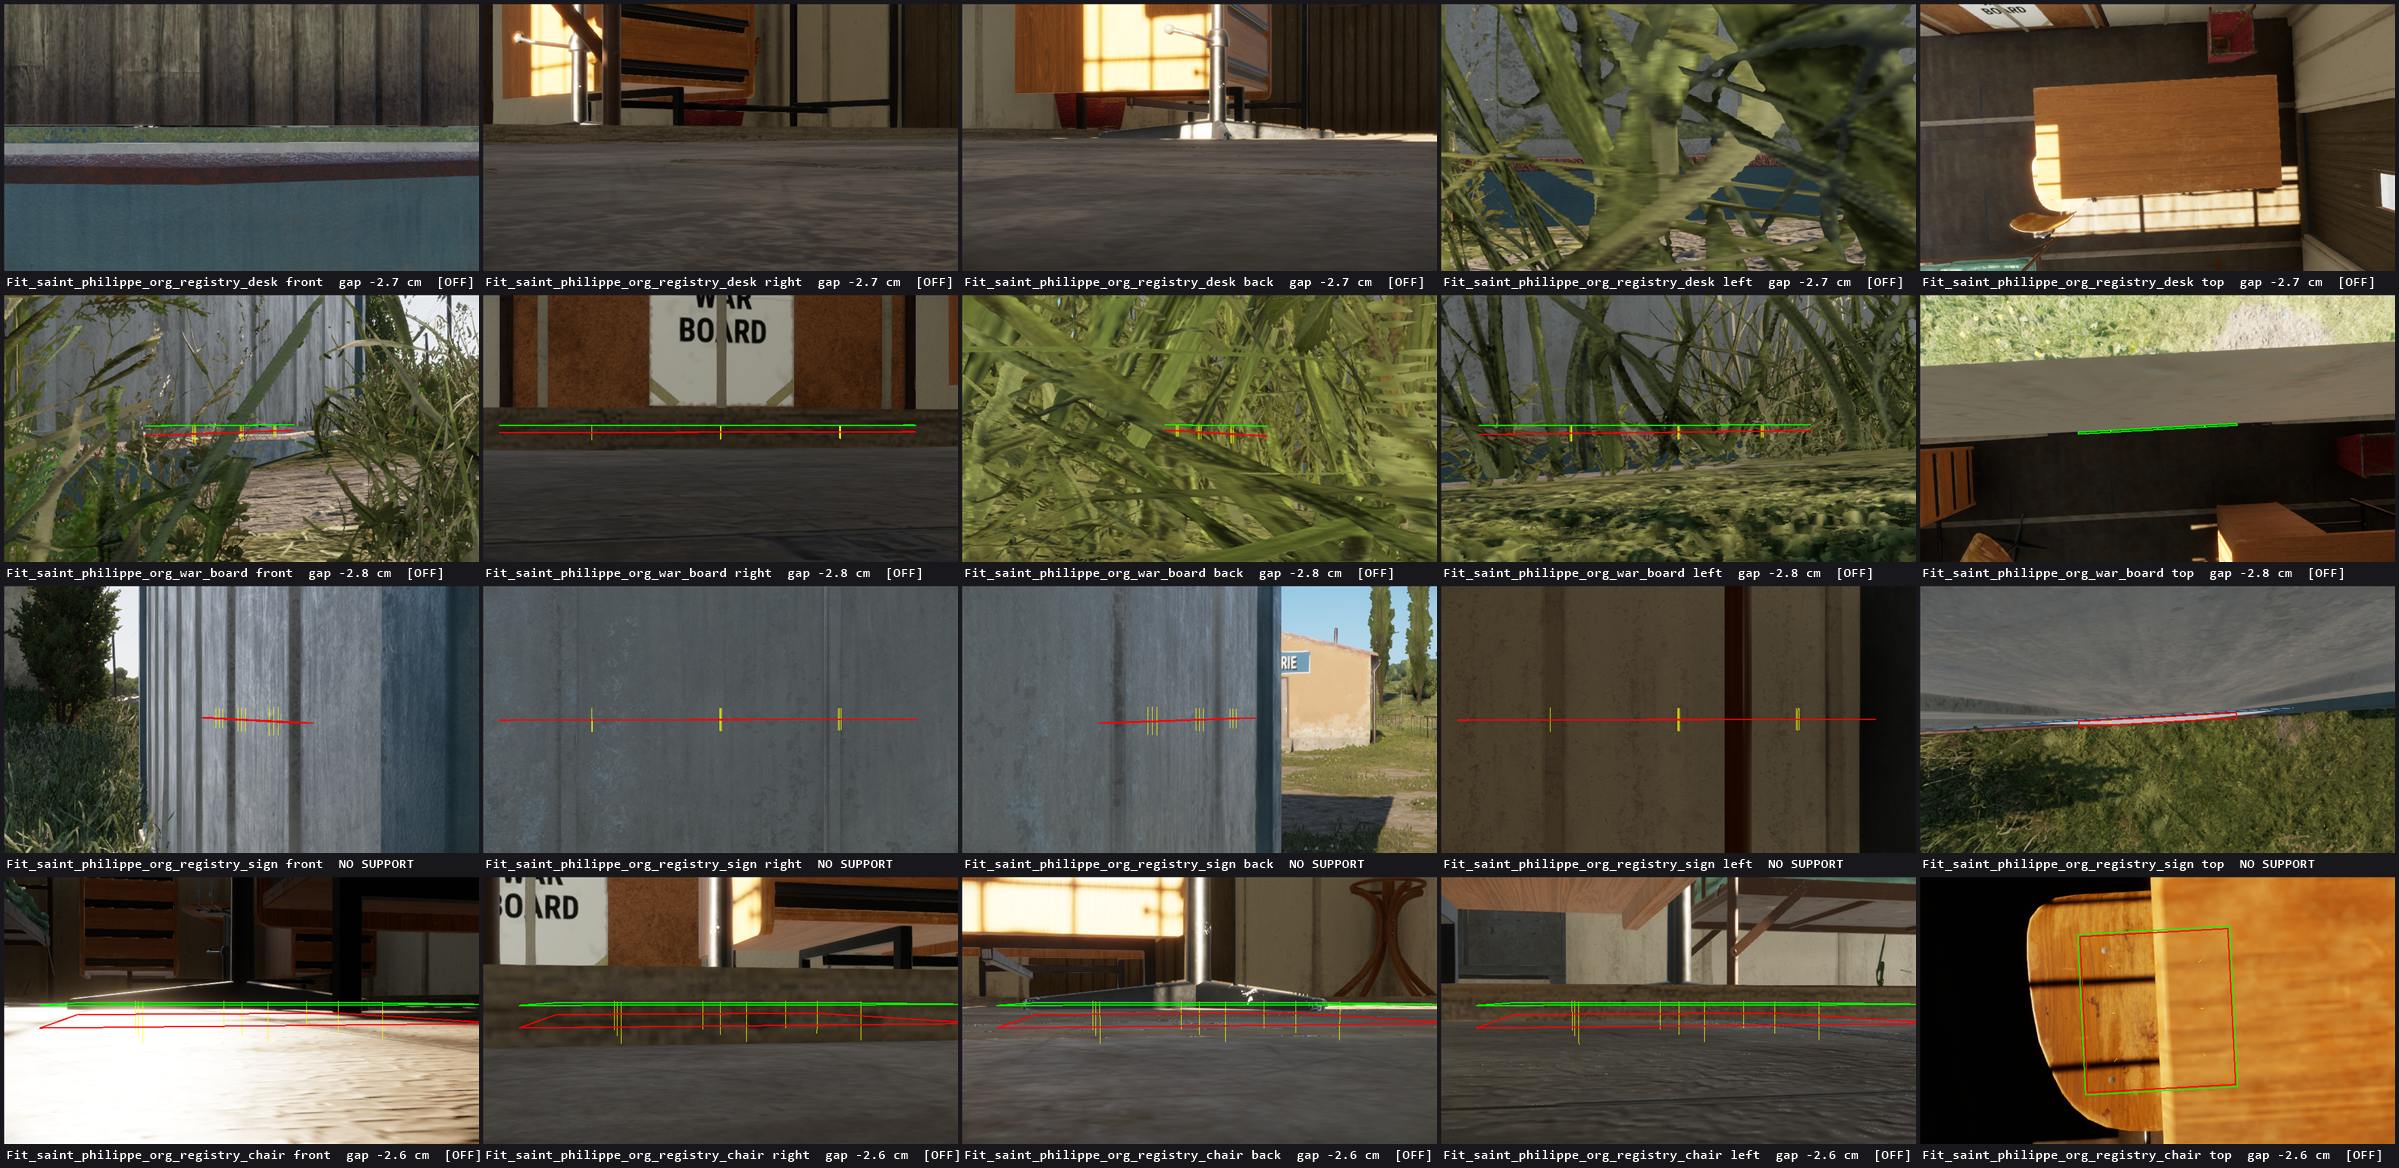 BOARD
Fit_saint_philippe_org_registry_desk front  gap -2.7 cm  [OFF]
Fit_saint_philippe_org_registry_desk right  gap -2.7 cm  [OFF]
Fit_saint_philippe_org_registry_desk back  gap -2.7 cm  [OFF]
Fit_saint_philippe_org_registry_desk left  gap -2.7 cm  [OFF]
Fit_saint_philippe_org_registry_desk top  gap -2.7 cm  [OFF]
WAR
BOARD
Fit_saint_philippe_org_war_board front  gap -2.8 cm  [OFF]
Fit_saint_philippe_org_war_board right  gap -2.8 cm  [OFF]
Fit_saint_philippe_org_war_board back  gap -2.8 cm  [OFF]
Fit_saint_philippe_org_war_board left  gap -2.8 cm  [OFF]
Fit_saint_philippe_org_war_board top  gap -2.8 cm  [OFF]
RIE
Fit_saint_philippe_org_registry_sign front  NO SUPPORT
Fit_saint_philippe_org_registry_sign right  NO SUPPORT
Fit_saint_philippe_org_registry_sign back  NO SUPPORT
Fit_saint_philippe_org_registry_sign left  NO SUPPORT
Fit_saint_philippe_org_registry_sign top  NO SUPPORT
WAR
BOARD
Fit_saint_philippe_org_registry_chair front  gap -2.6 cm  [OFF]
Fit_saint_philippe_org_registry_chair right  gap -2.6 cm  [OFF]
Fit_saint_philippe_org_registry_chair back  gap -2.6 cm  [OFF]
Fit_saint_philippe_org_registry_chair left  gap -2.6 cm  [OFF]
Fit_saint_philippe_org_registry_chair top  gap -2.6 cm  [OFF]